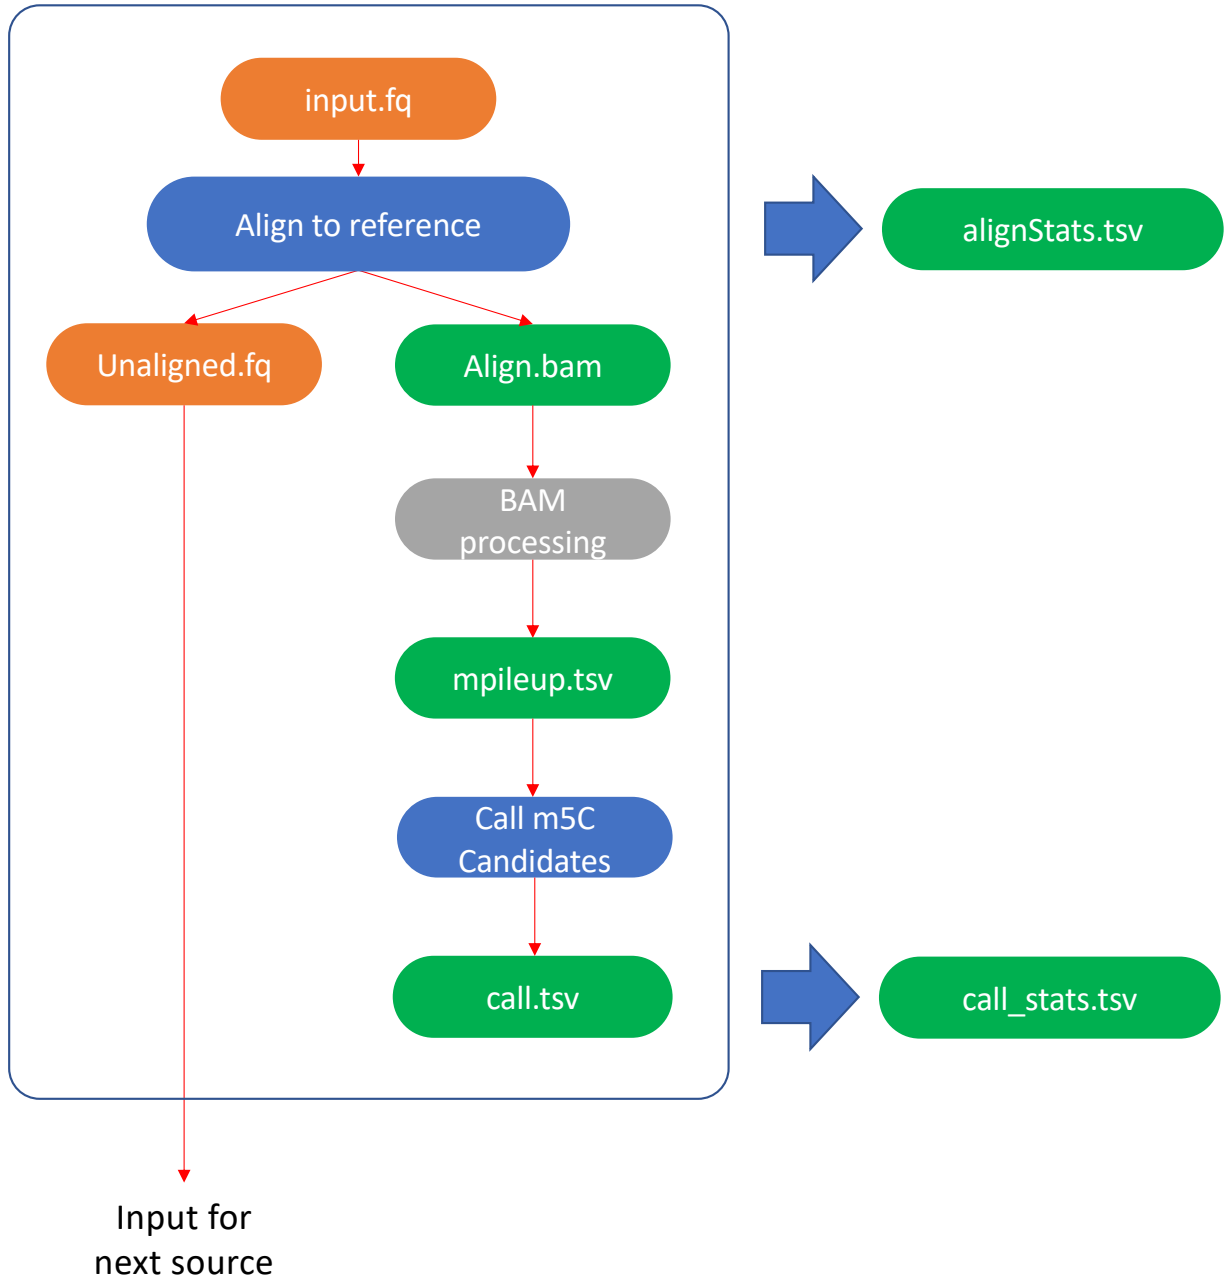 input.fq
Align to reference
alignStats.tsv
Unaligned.fq
Align.bam
BAM
processing
mpileup.tsv
Call m5C
Candidates
call.tsv
call_stats.tsv
Input for
next source